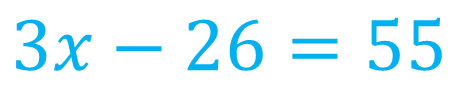 3x − 26 = 55